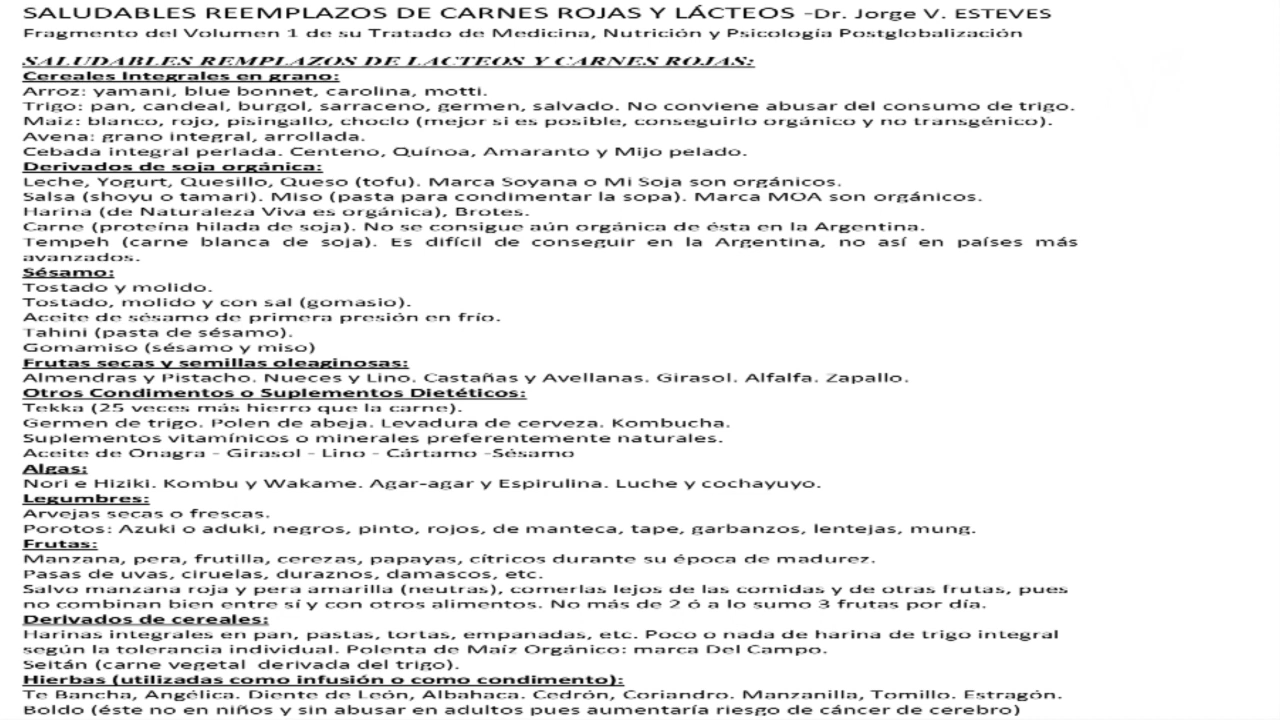 SALUDABLES REEMPLAZOS DE CARNES ROJAS Y LÁCTEOS -Dr. Jorge V. ESTEVES
Fragmento del Volumen 1 de su Tratado de Medicina, Nutrición y Psicología Postglobalización
SALUDABLES REMPLAZOS DE LACTEOS Y CARNES ROJAS:
Cereales Integrales en grano:
Arroz: yamani, blue bonnet, carolina, motti.
Trigo: pan, candeal, burgol, sarraceno, germen, salvado. No conviene abusar del consumo de trigo.
Maiz: blanco, rojo, pisingallo, choclo (mejor si es posible, conseguirlo orgánico y no transgénico).
Avena: grano integral, arrollada.
Cebada integral perlada. Centeno, Quínoa, Amaranto y Mijo pelado.
Derivados de soja orgánica:
Leche, Yogurt, Quesillo, Queso (tofu). Marca Soyana o Mi Soja son orgánicos.
Salsa (shoyu o tamari). Miso (pasta para condimentar la sopa). Marca MOA son orgánicos.
Harina (de Naturaleza Viva es orgánica), Brotes.
Carne (proteína hilada de soja). No se consigue aún orgánica de ésta en la Argentina.
Tempeh (carne blanca de soja). Es difícil de conseguir en la Argentina, no así en países más
avanzados.
Sésamo:
Tostado y molido.
Tostado, molido y con sal (gomasio).
Aceite de sésamo de primera presión en frío.
Tahini (pasta de sésamo).
Gomamiso (sésamo y miso)
Frutas secas y semillas oleaginosas:
Almendras y Pistacho. Nueces y Lino. Castañas y Avellanas. Girasol. Alfalfa. Zapallo.
Otros Condimentos o Suplementos Dietéticos:
Tekka (25 veces más hierro que la carne).
Germen de trigo. Polen de abeja. Levadura de cerveza. Kombucha.
Suplementos vitamínicos o minerales preferentemente naturales.
Aceite de Onagra - Girasol - Lino - Cártamo -Sésamo
Algas:
Nori e Hiziki. Kombu y Wakame. Agar-agar y Espirulina. Luche y cochayuyo.
Legumbres:
Arvejas secas o frescas.
Porotos: Azuki o aduki, negros, pinto, rojos, de manteca, tape, garbanzos, lentejas, mung.
Frutas:
Manzana, pera, frutilla, cerezas, papayas, cítricos durante su época de madurez.
Pasas de uvas, ciruelas, duraznos, damascos, etc.
Salvo manzana roja y pera amarilla (neutras), comerlas lejos de las comidas y de otras frutas, pues
no combinan bien entre sí y con otros alimentos. No más de 2 ó a lo sumo 3 frutas por día.
Derivados de cereales:
Harinas integrales en pan, pastas, tortas, empanadas, etc. Poco o nada de harina de trigo integral
según la tolerancia individual. Polenta de Maíz Orgánico: marca Del Campo.
Seitán (carne vegetal derivada del trigo).
Hierbas (utilizadas como infusión o como condimento):
Te Bancha, Angélica. Diente de León, Albahaca. Cedrón, Coriandro. Manzanilla, Tomillo. Estragón.
Boldo (éste no en niños y sin abusar en adultos pues aumentaría riesgo de cáncer de cerebro)